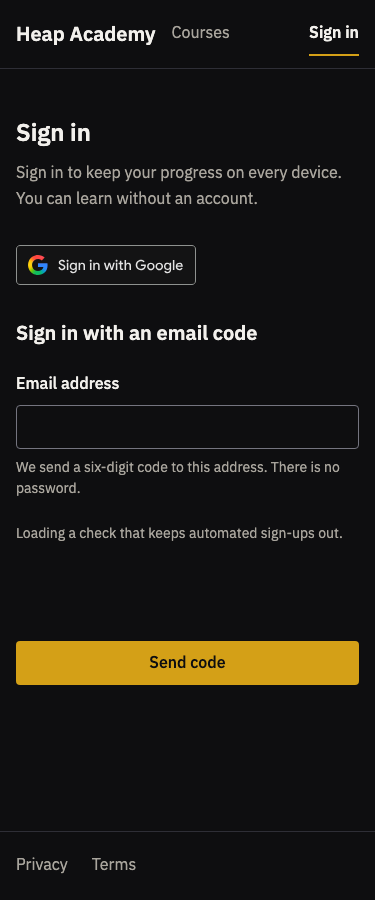 Heap Academy Courses Sign in
Sign in
Sign in to keep your progress on every device.
You can learn without an account.
Sign in with Google
Sign in with an email code
Email address
We send a six-digit code to this address. There is no
password.
Loading a check that keeps automated sign-ups out.
Send code
Privacy Terms